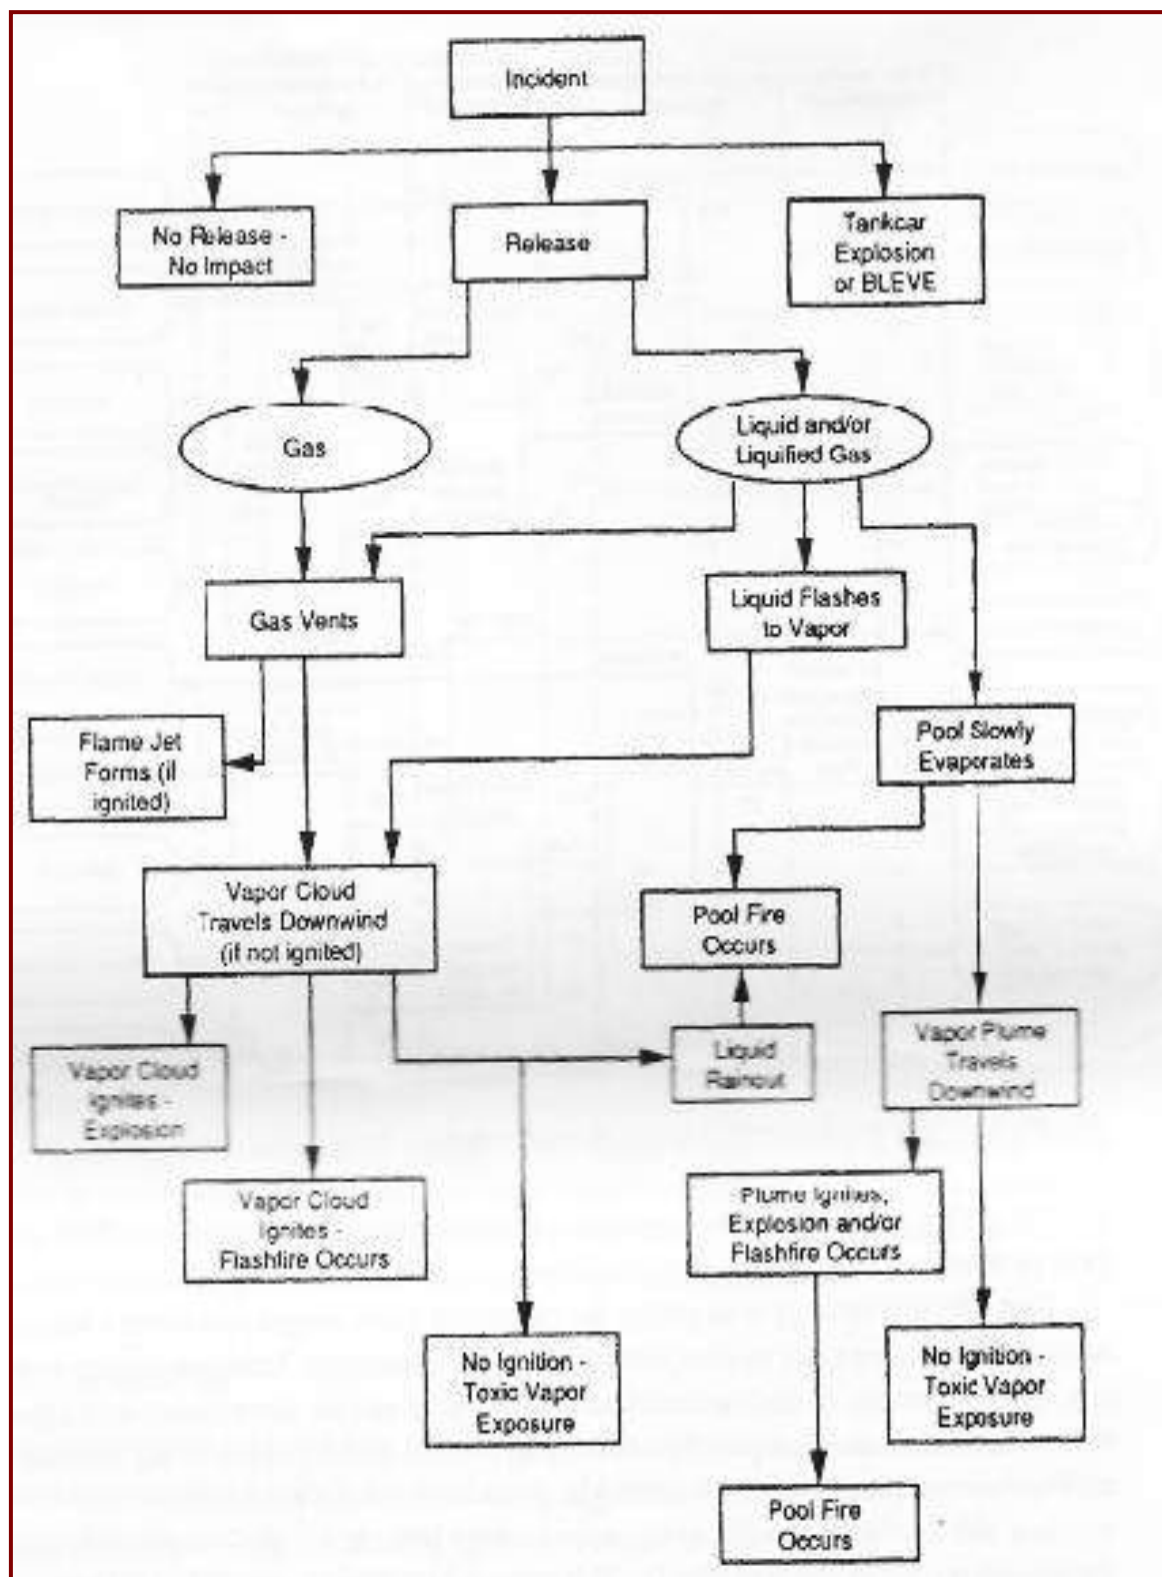 Incident
No Release -
No Impact
Release
Tankcar
Explosion
or BLEVE
Gas
Liquid and/or
Liquified Gas
Gas Vents
Liquid Flashes
to Vapor
Flame Jet
Forms (if
ignited)
Pool Slowly
Evaporates
Vapor Cloud
Travels Downwind
(if not ignited)
Pool Fire
Occurs
Vapor Cloud
Ignites -
Explosion
Liquid
Rainout
Vapor Plume
Travels
Downwind
Vapor Cloud
Ignites -
Flashfire Occurs
Plume Ignites,
Explosion and/or
Flashfire Occurs
No Ignition -
Toxic Vapor
Exposure
No Ignition -
Toxic Vapor
Exposure
Pool Fire
Occurs